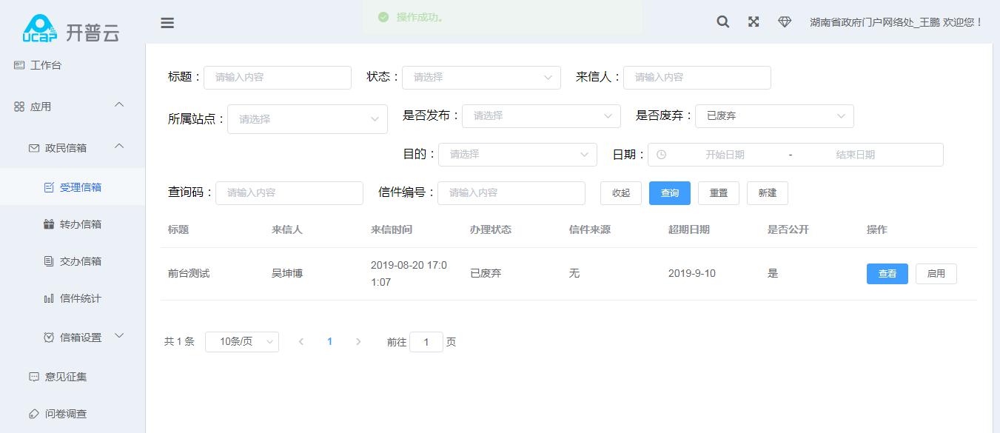 操作成功。
ucap 开普云
湖南省政府门户网络处_王鹏 欢迎您！
工作台
应用
政民信箱
受理信箱
转办信箱
交办信箱
信件统计
信箱设置
意见征集
问卷调查
标题： 请输入内容 状态： 请选择 来信人： 请输入内容
所属站点： 请选择 是否发布： 请选择 是否废弃： 已废弃
目的： 请选择 日期： 开始日期 - 结束日期
查询码： 请输入内容 信件编号： 请输入内容 收起 查询 重置 新建
标题 来信人 来信时间 办理状态 信件来源 超期日期 是否公开 操作
前台测试 吴坤博 2019-08-20 17:0
1:07 已废弃 无 2019-9-10 是 查看 启用
共 1 条 10条/页 1 前往 1 页